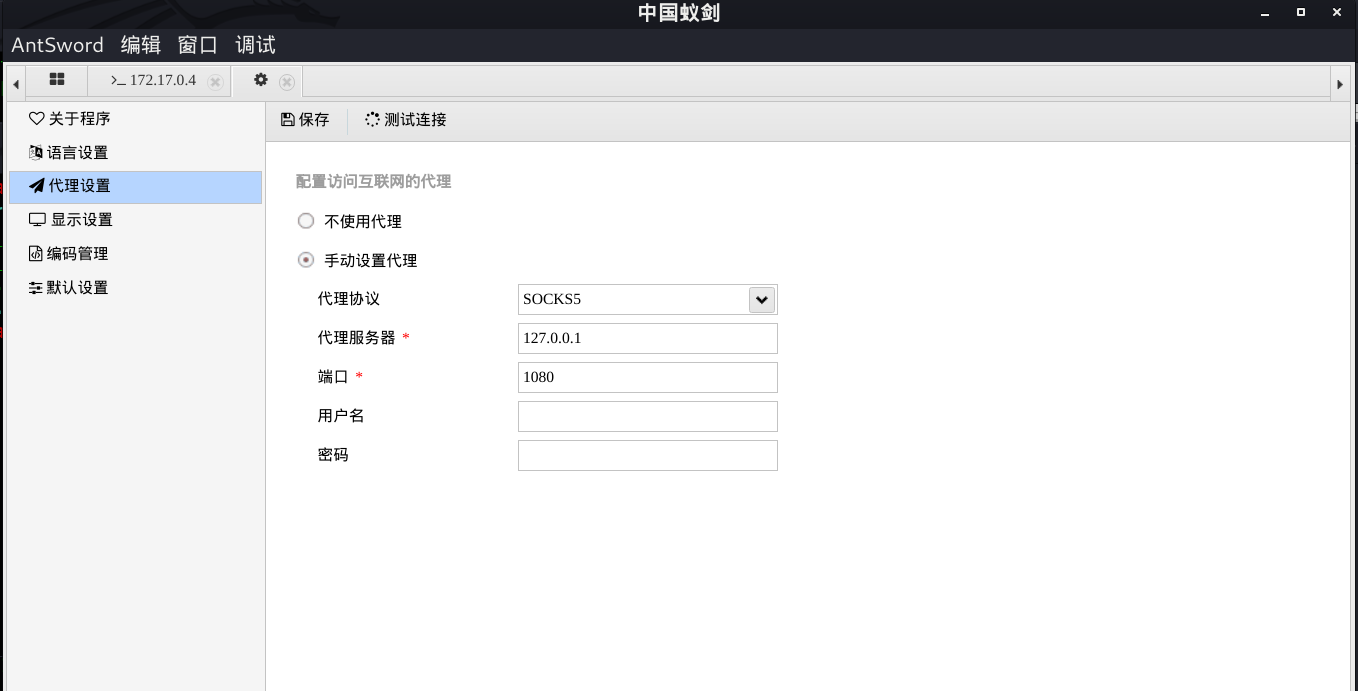 中国蚁剑
AntSword 编辑 窗口 调试
>_ 172.17.0.4
关于程序
语言设置
代理设置
显示设置
编码管理
默认设置
保存 测试连接
配置访问互联网的代理
不使用代理
手动设置代理
代理协议 SOCKS5
代理服务器 * 127.0.0.1
端口 * 1080
用户名
密码